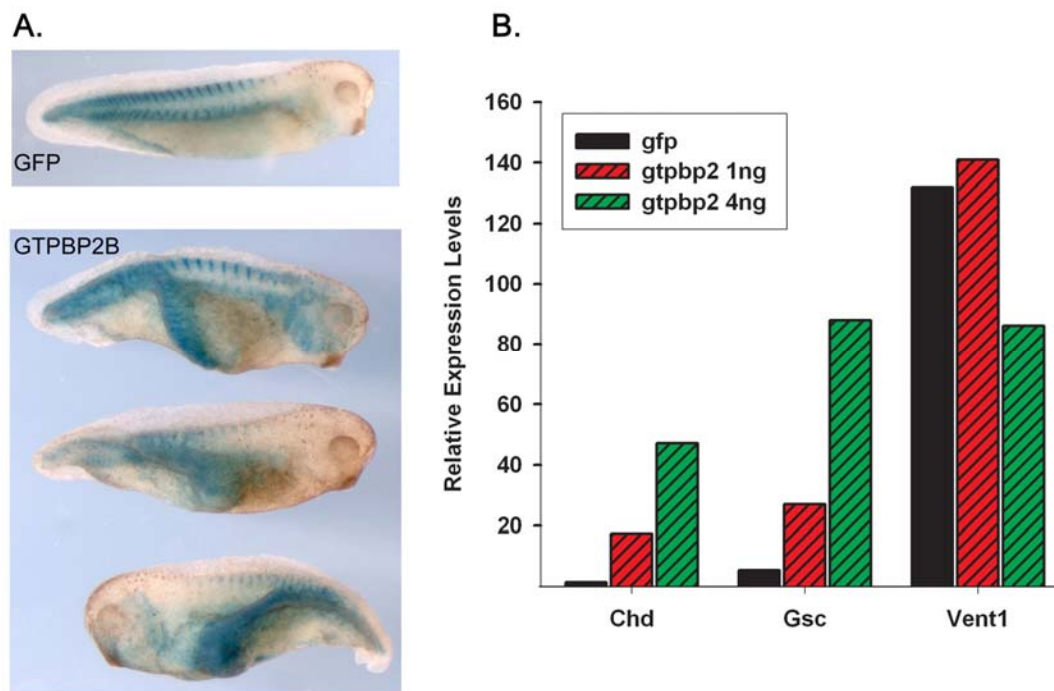 A.
GFP
GTPBP2B
B.
Relative Expression Levels
160
140
120
100
80
60
40
20
gfp
gtpbp2 1ng
gtpbp2 4ng
Chd
Gsc
Vent1